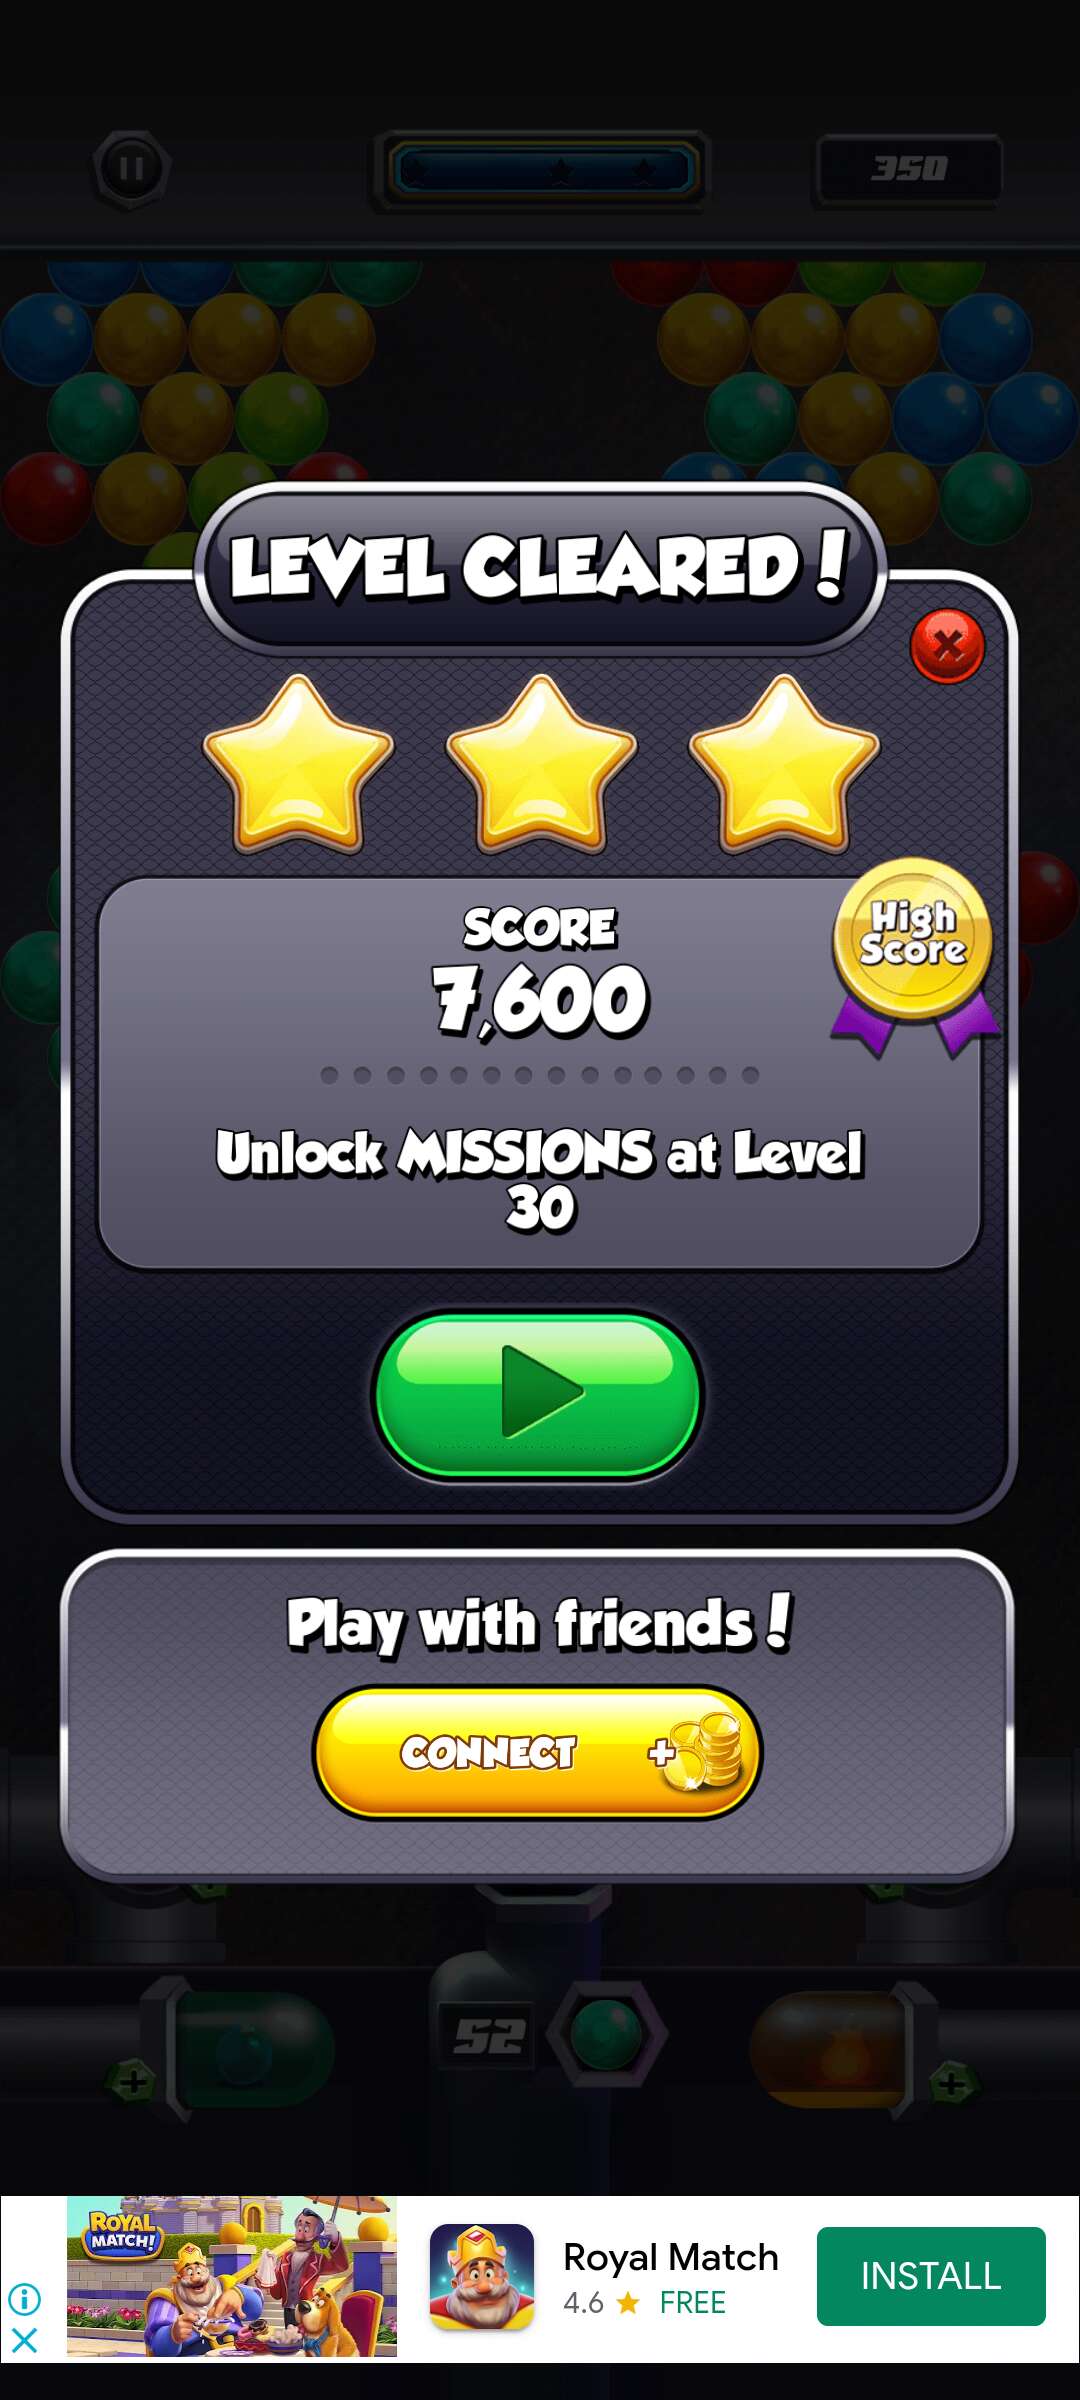 350
LEVEL CLEARED!
SCORE
High
Score
7,600
Unlock MISSIONS at Level
30
Play with friends!
CONNECT +
52
ROYAL
MATCH!
Royal Match
4.6 FREE
INSTALL